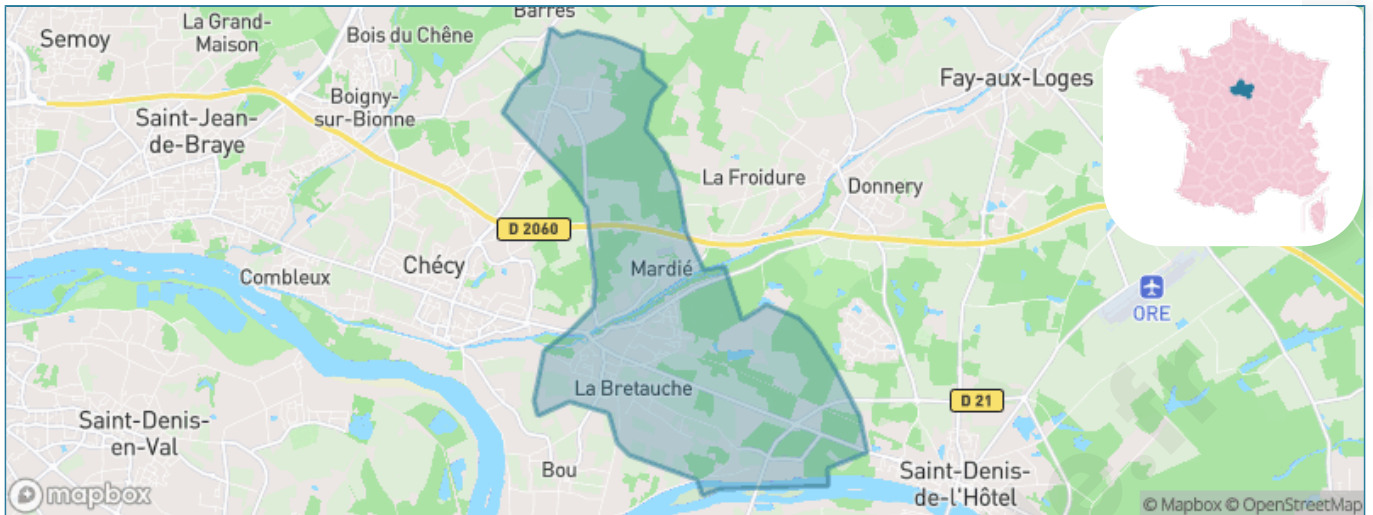 Barres
La Grand-
Maison
Semoy
Bois du Chêne
Fay-aux-Loges
Boigny-
sur-Bionne
Saint-Jean-
de-Braye
La Froidure
Donnery
D 2060
Mardié
Chécy
Combleux
ORE
La Bretauche
D 21
Saint-Denis-
en-Val
Bou
Saint-Denis-
de-l'Hôtel
mapbox
© Mapbox © OpenStreetMap